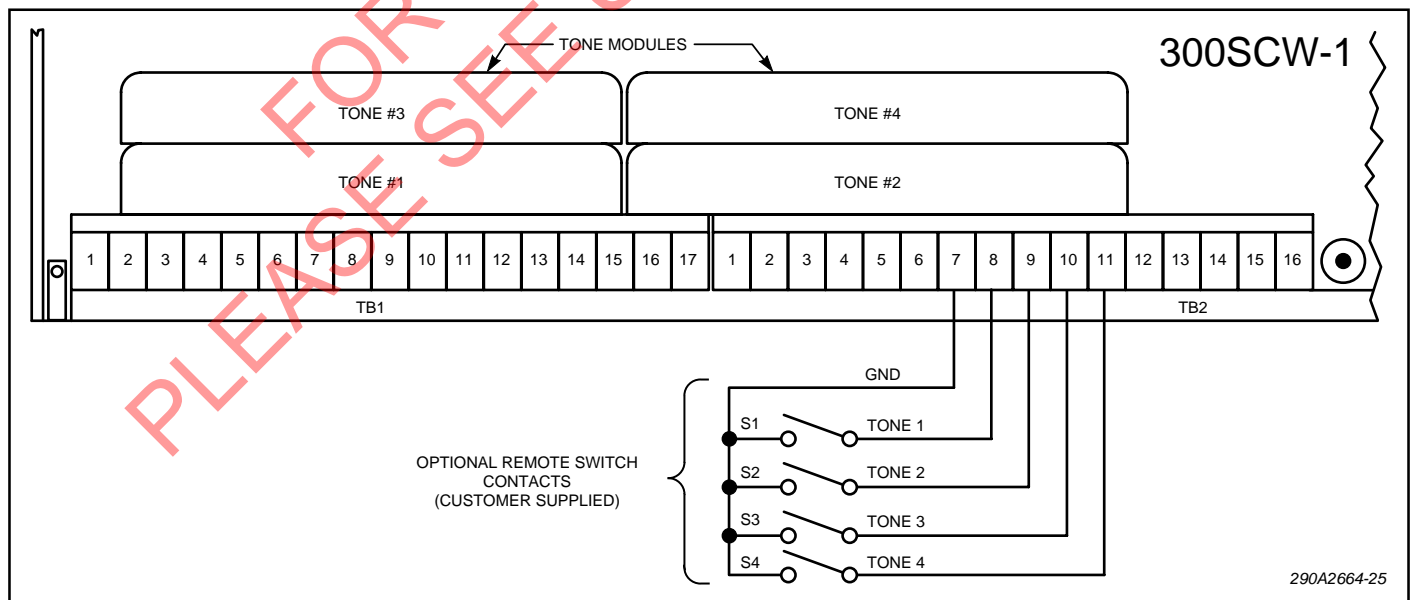 FOR
PLEASE SEE
TONE MODULES
300SCW-1
TONE #3
TONE #4
TONE #1
TONE #2
1 2 3 4 5 6 7 8 9 10 11 12 13 14 15 16 17 1 2 3 4 5 6 7 8 9 10 11 12 13 14 15 16
TB1
TB2
GND
S1 TONE 1
S2 TONE 2
S3 TONE 3
S4 TONE 4
OPTIONAL REMOTE SWITCH
CONTACTS
(CUSTOMER SUPPLIED)
290A2664-25